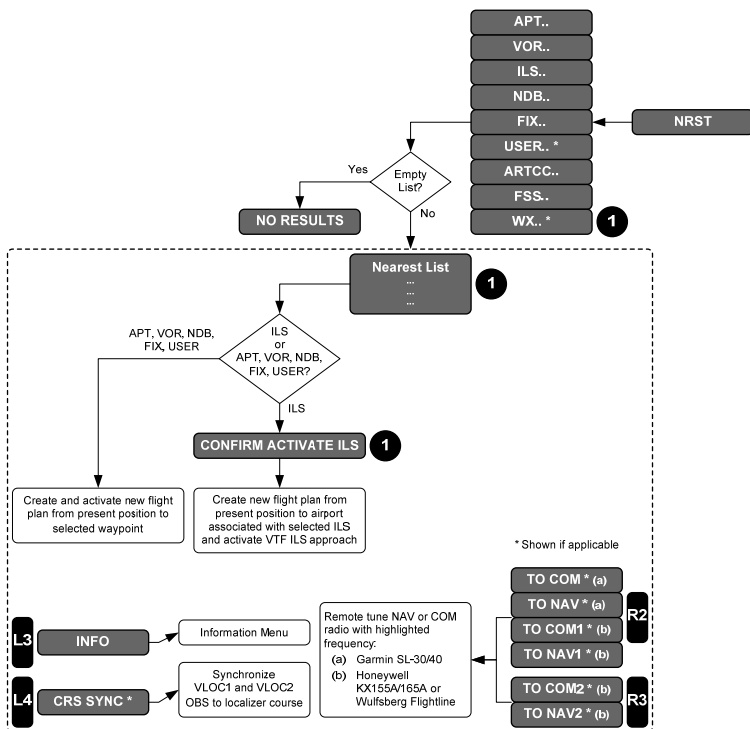 APT..
VOR..
ILS..
NDB..
FIX..
NRST
USER.. *
ARTCC..
FSS..
WX.. *
1
Yes
Empty
List?
NO RESULTS
No
Nearest List
...
...
...
1
APT, VOR, NDB,
FIX, USER
ILS
or
APT, VOR, NDB,
FIX, USER?
ILS
CONFIRM ACTIVATE ILS
1
Create and activate new flight
plan from present position to
selected waypoint
Create new flight plan from
present position to airport
associated with selected ILS
and activate VTF ILS approach
* Shown if applicable
TO COM * (a)
TO NAV * (a)
TO COM1 * (b)
TO NAV1 * (b)
R2
TO COM2 * (b)
TO NAV2 * (b)
R3
Remote tune NAV or COM
radio with highlighted
frequency:
(a) Garmin SL-30/40
(b) Honeywell
KX155A/165A or
Wulfsberg Flightline
L3
INFO
Information Menu
L4
CRS SYNC *
Synchronize
VLOC1 and VLOC2
OBS to localizer course